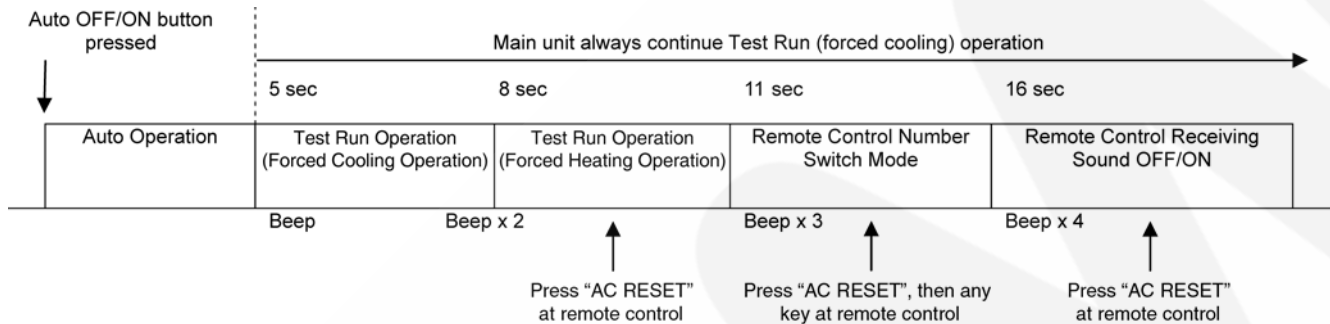 Auto OFF/ON button
pressed
Main unit always continue Test Run (forced cooling) operation
5 sec
8 sec
11 sec
16 sec
Auto Operation
Test Run Operation
(Forced Cooling Operation)
Test Run Operation
(Forced Heating Operation)
Remote Control Number
Switch Mode
Remote Control Receiving
Sound OFF/ON
Beep
Beep x 2
Beep x 3
Beep x 4
Press “AC RESET”
at remote control
Press “AC RESET”, then any
key at remote control
Press “AC RESET”
at remote control